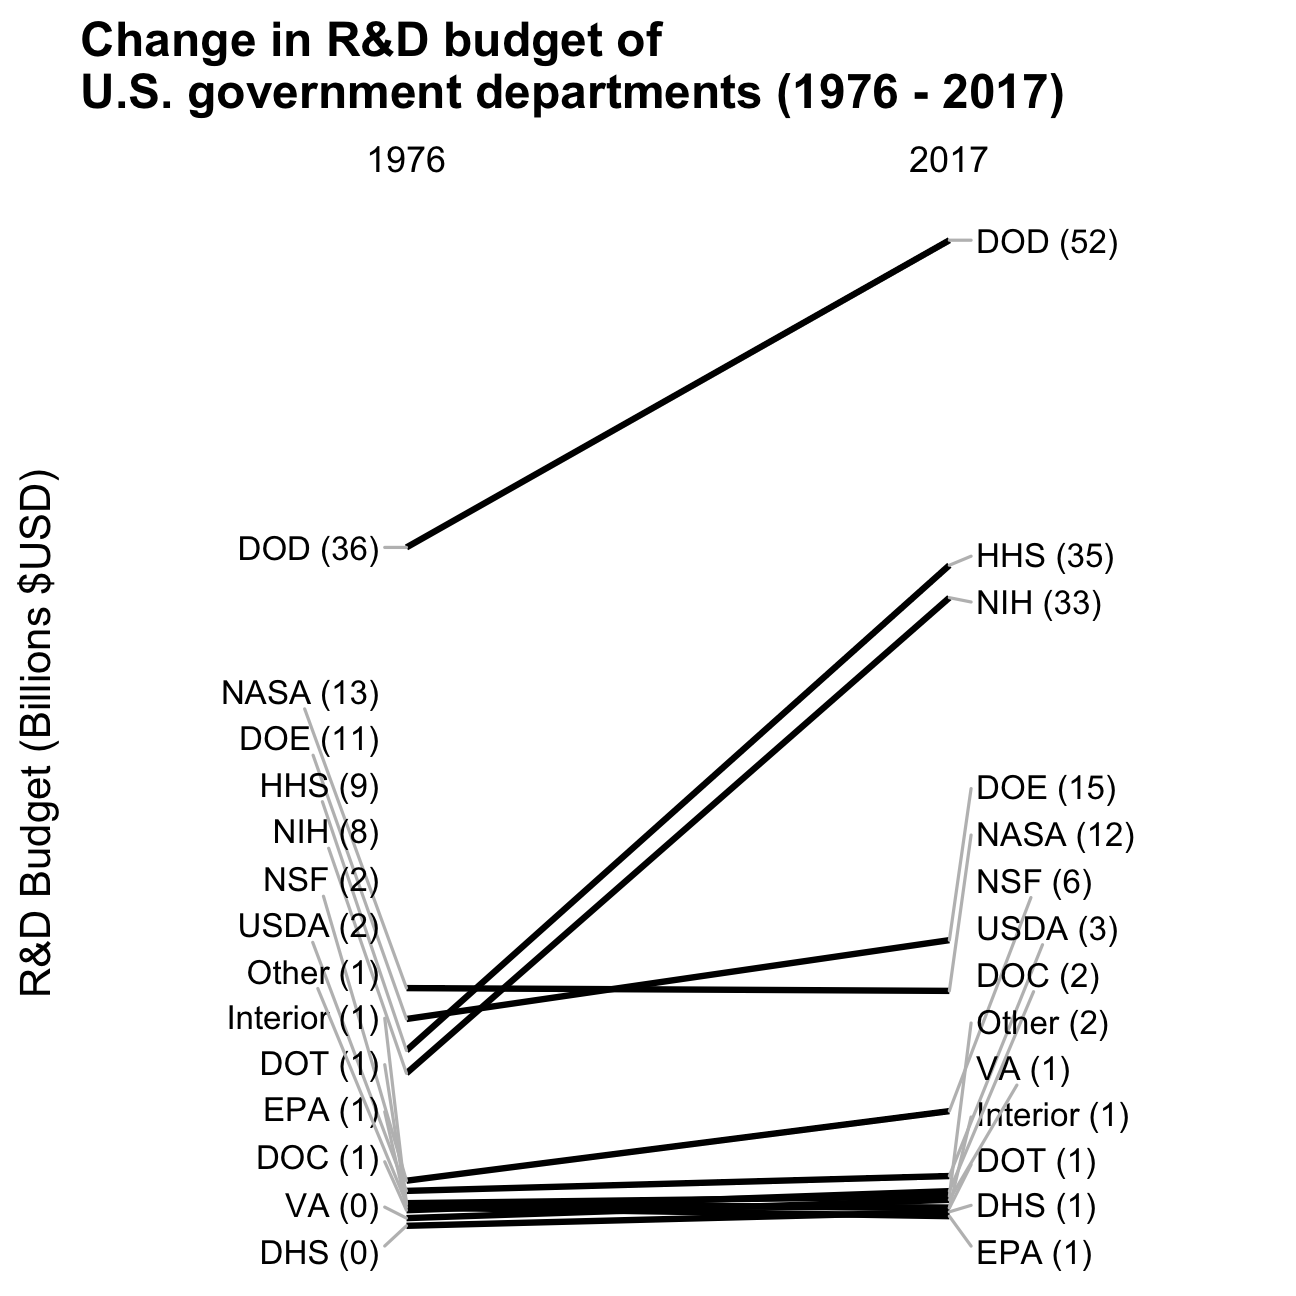 Change in R&D budget of
U.S. government departments (1976 - 2017)
1976
2017
R&D Budget (Billions $USD)
DOD (36)
NASA (13)
DOE (11)
HHS (9)
NIH (8)
NSF (2)
USDA (2)
Other (1)
Interior (1)
DOT (1)
EPA (1)
DOC (1)
VA (0)
DHS (0)
DOD (52)
HHS (35)
NIH (33)
DOE (15)
NASA (12)
NSF (6)
USDA (3)
DOC (2)
Other (2)
VA (1)
Interior (1)
DOT (1)
DHS (1)
EPA (1)